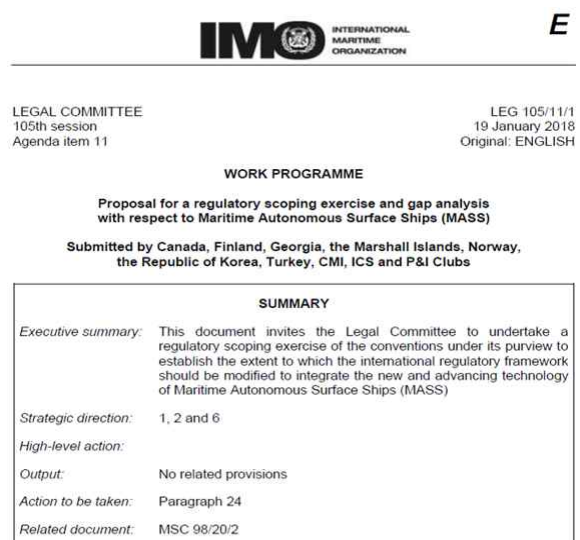 IMO
INTERNATIONAL
MARITIME
ORGANIZATION
E
LEGAL COMMITTEE
105th session
Agenda item 11
LEG 105/11/1
19 January 2018
Original: ENGLISH
WORK PROGRAMME
Proposal for a regulatory scoping exercise and gap analysis
with respect to Maritime Autonomous Surface Ships (MASS)
Submitted by Canada, Finland, Georgia, the Marshall Islands, Norway,
the Republic of Korea, Turkey, CMI, ICS and P&I Clubs
SUMMARY
Executive summary: This document invites the Legal Committee to undertake a
regulatory scoping exercise of the conventions under its purview to
establish the extent to which the international regulatory framework
should be modified to integrate the new and advancing technology
of Maritime Autonomous Surface Ships (MASS)
Strategic direction: 1, 2 and 6
High-level action:
Output: No related provisions
Action to be taken: Paragraph 24
Related document: MSC 98/20/2